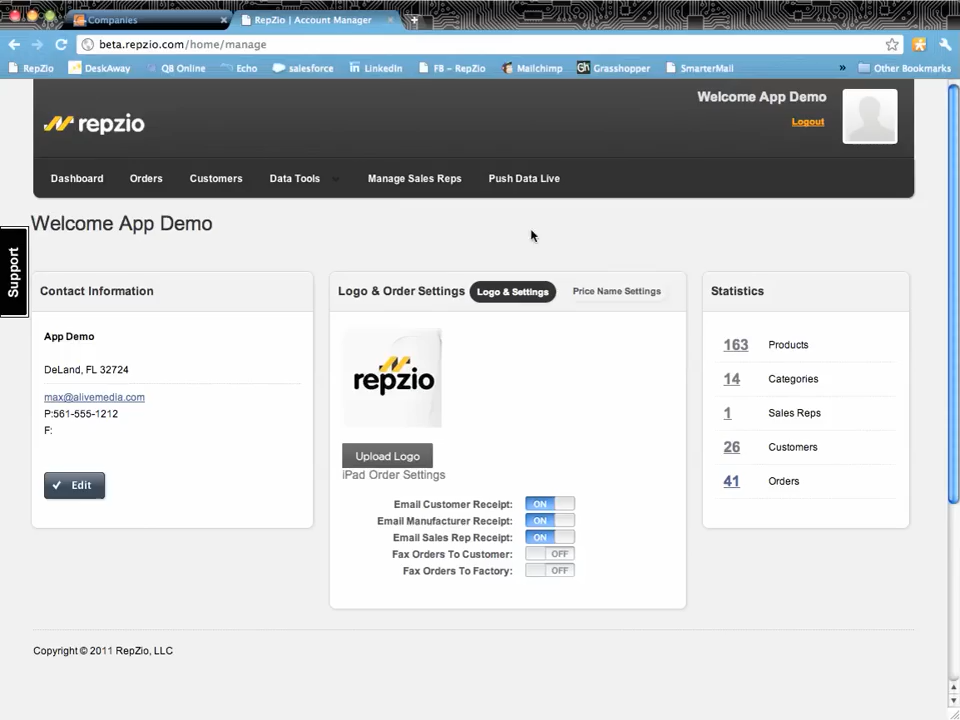 Companies
RepZio | Account Manager
beta.repzio.com/home/manage
RepZio
DeskAway
QB Online
Echo
salesforce
LinkedIn
FB – RepZio
Mailchimp
Grasshopper
SmarterMail
»
Other Bookmarks
repzio
Welcome App Demo
Logout
Dashboard
Orders
Customers
Data Tools
Manage Sales Reps
Push Data Live
Welcome App Demo
Support
Contact Information
App Demo
DeLand, FL 32724
max@alivemedia.com
P:561-555-1212
F:
Edit
Logo & Order Settings
Logo & Settings
Price Name Settings
repzio
Upload Logo
iPad Order Settings
Email Customer Receipt: ON
Email Manufacturer Receipt: ON
Email Sales Rep Receipt: ON
Fax Orders To Customer: OFF
Fax Orders To Factory: OFF
Statistics
163 Products
14 Categories
1 Sales Reps
26 Customers
41 Orders
Copyright © 2011 RepZio, LLC